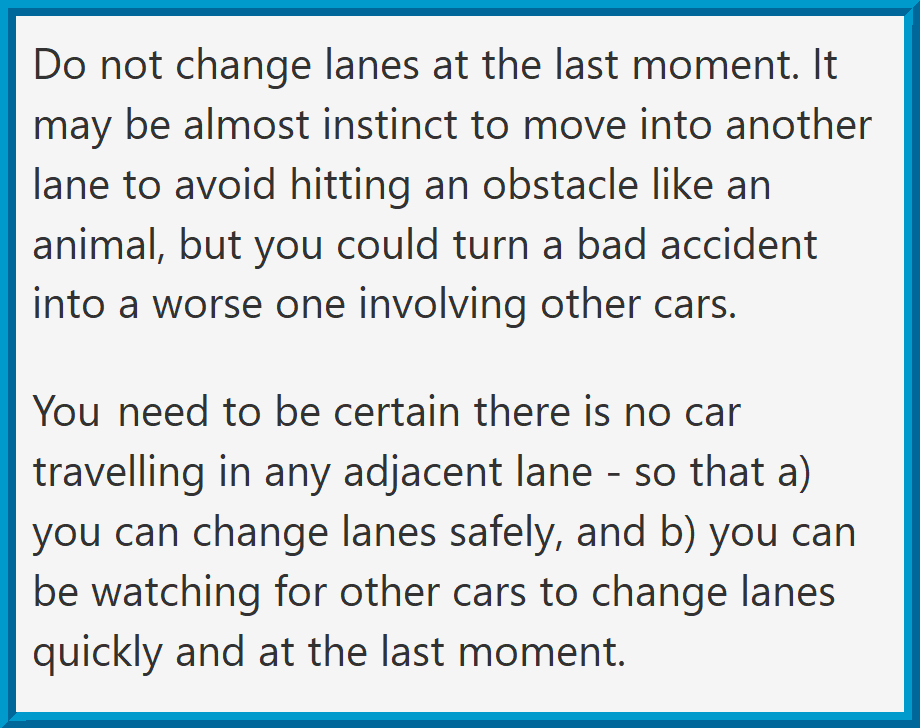 Do not change lanes at the last moment. It
may be almost instinct to move into another
lane to avoid hitting an obstacle like an
animal, but you could turn a bad accident
into a worse one involving other cars.
You need to be certain there is no car
travelling in any adjacent lane - so that a)
you can change lanes safely, and b) you can
be watching for other cars to change lanes
quickly and at the last moment.